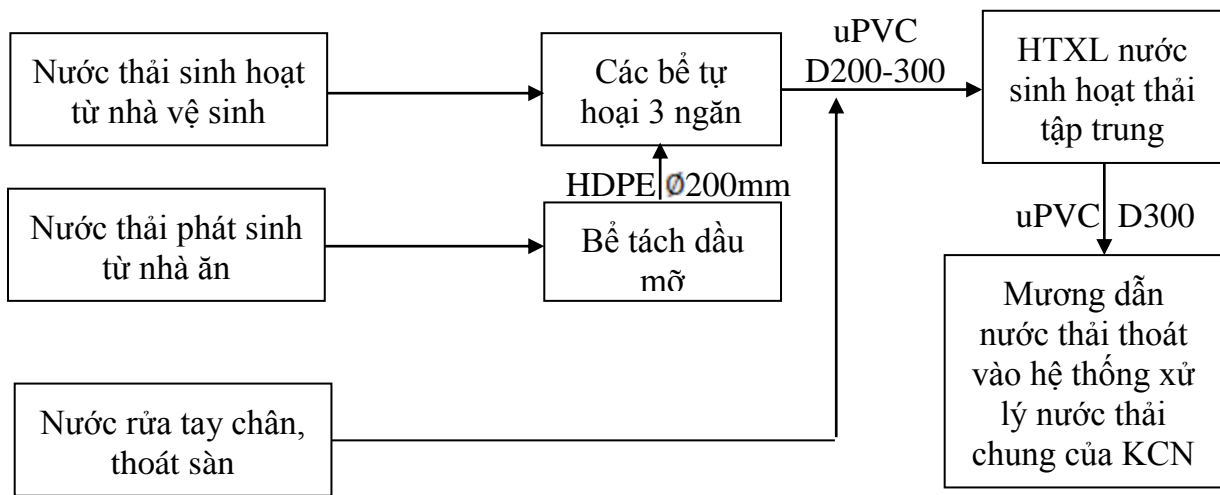 Nước thải sinh hoạt
từ nhà vệ sinh
Các bể tự
hoại 3 ngăn
uPVC
D200-300
HTXL nước
sinh hoạt thải
tập trung
HDPE Ø200mm
Nước thải phát sinh
từ nhà ăn
Bể tách dầu
mỡ
uPVC D300
Mương dẫn
nước thải thoát
vào hệ thống xử
lý nước thải
chung của KCN
Nước rửa tay chân,
thoát sàn